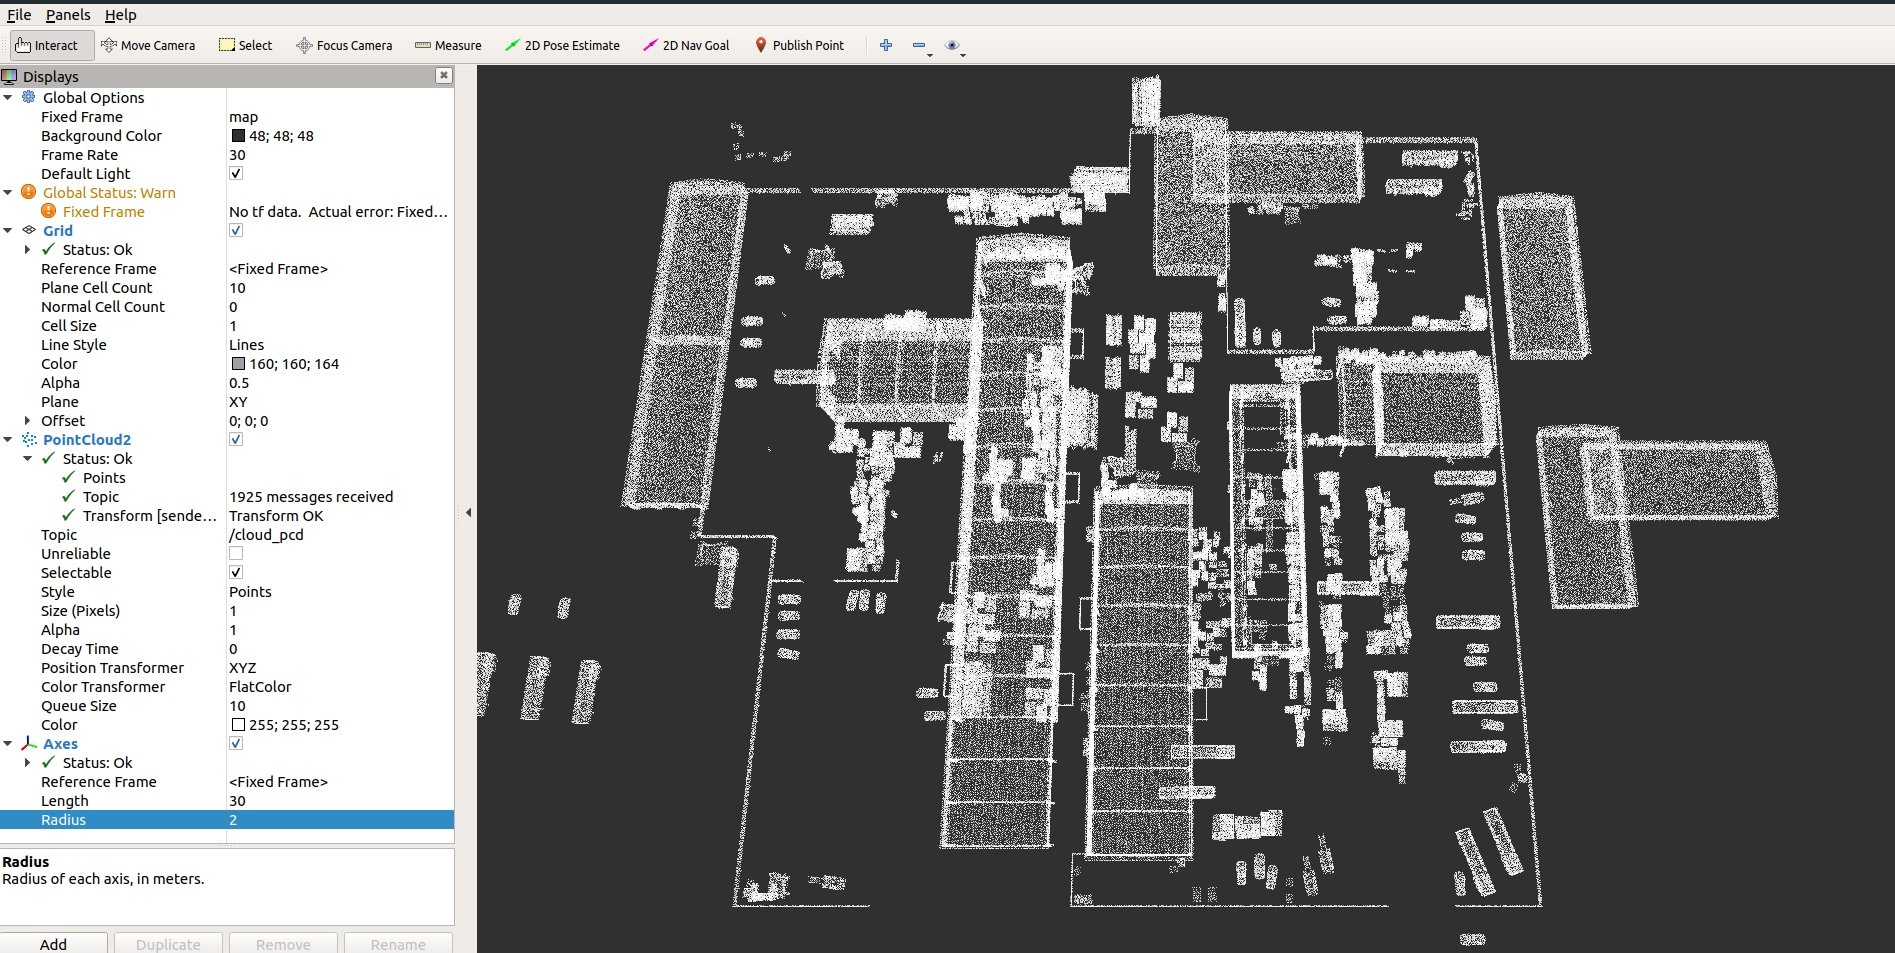 File Panels Help
Interact Move Camera Select Focus Camera Measure 2D Pose Estimate 2D Nav Goal Publish Point
Displays
Global Options
Fixed Frame map
Background Color 48; 48; 48
Frame Rate 30
Default Light
Global Status: Warn
Fixed Frame No tf data. Actual error: Fixed...
Grid
Status: Ok
Reference Frame <Fixed Frame>
Plane Cell Count 10
Normal Cell Count 0
Cell Size 1
Line Style Lines
Color 160; 160; 164
Alpha 0.5
Plane XY
Offset 0; 0; 0
PointCloud2
Status: Ok
Points
Topic 1925 messages received
Transform [sende... Transform OK
Topic /cloud_pcd
Unreliable
Selectable
Style Points
Size (Pixels) 1
Alpha 1
Decay Time 0
Position Transformer XYZ
Color Transformer FlatColor
Queue Size 10
Color 255; 255; 255
Axes
Status: Ok
Reference Frame <Fixed Frame>
Length 30
Radius 2
Radius
Radius of each axis, in meters.
Add Duplicate Remove Rename